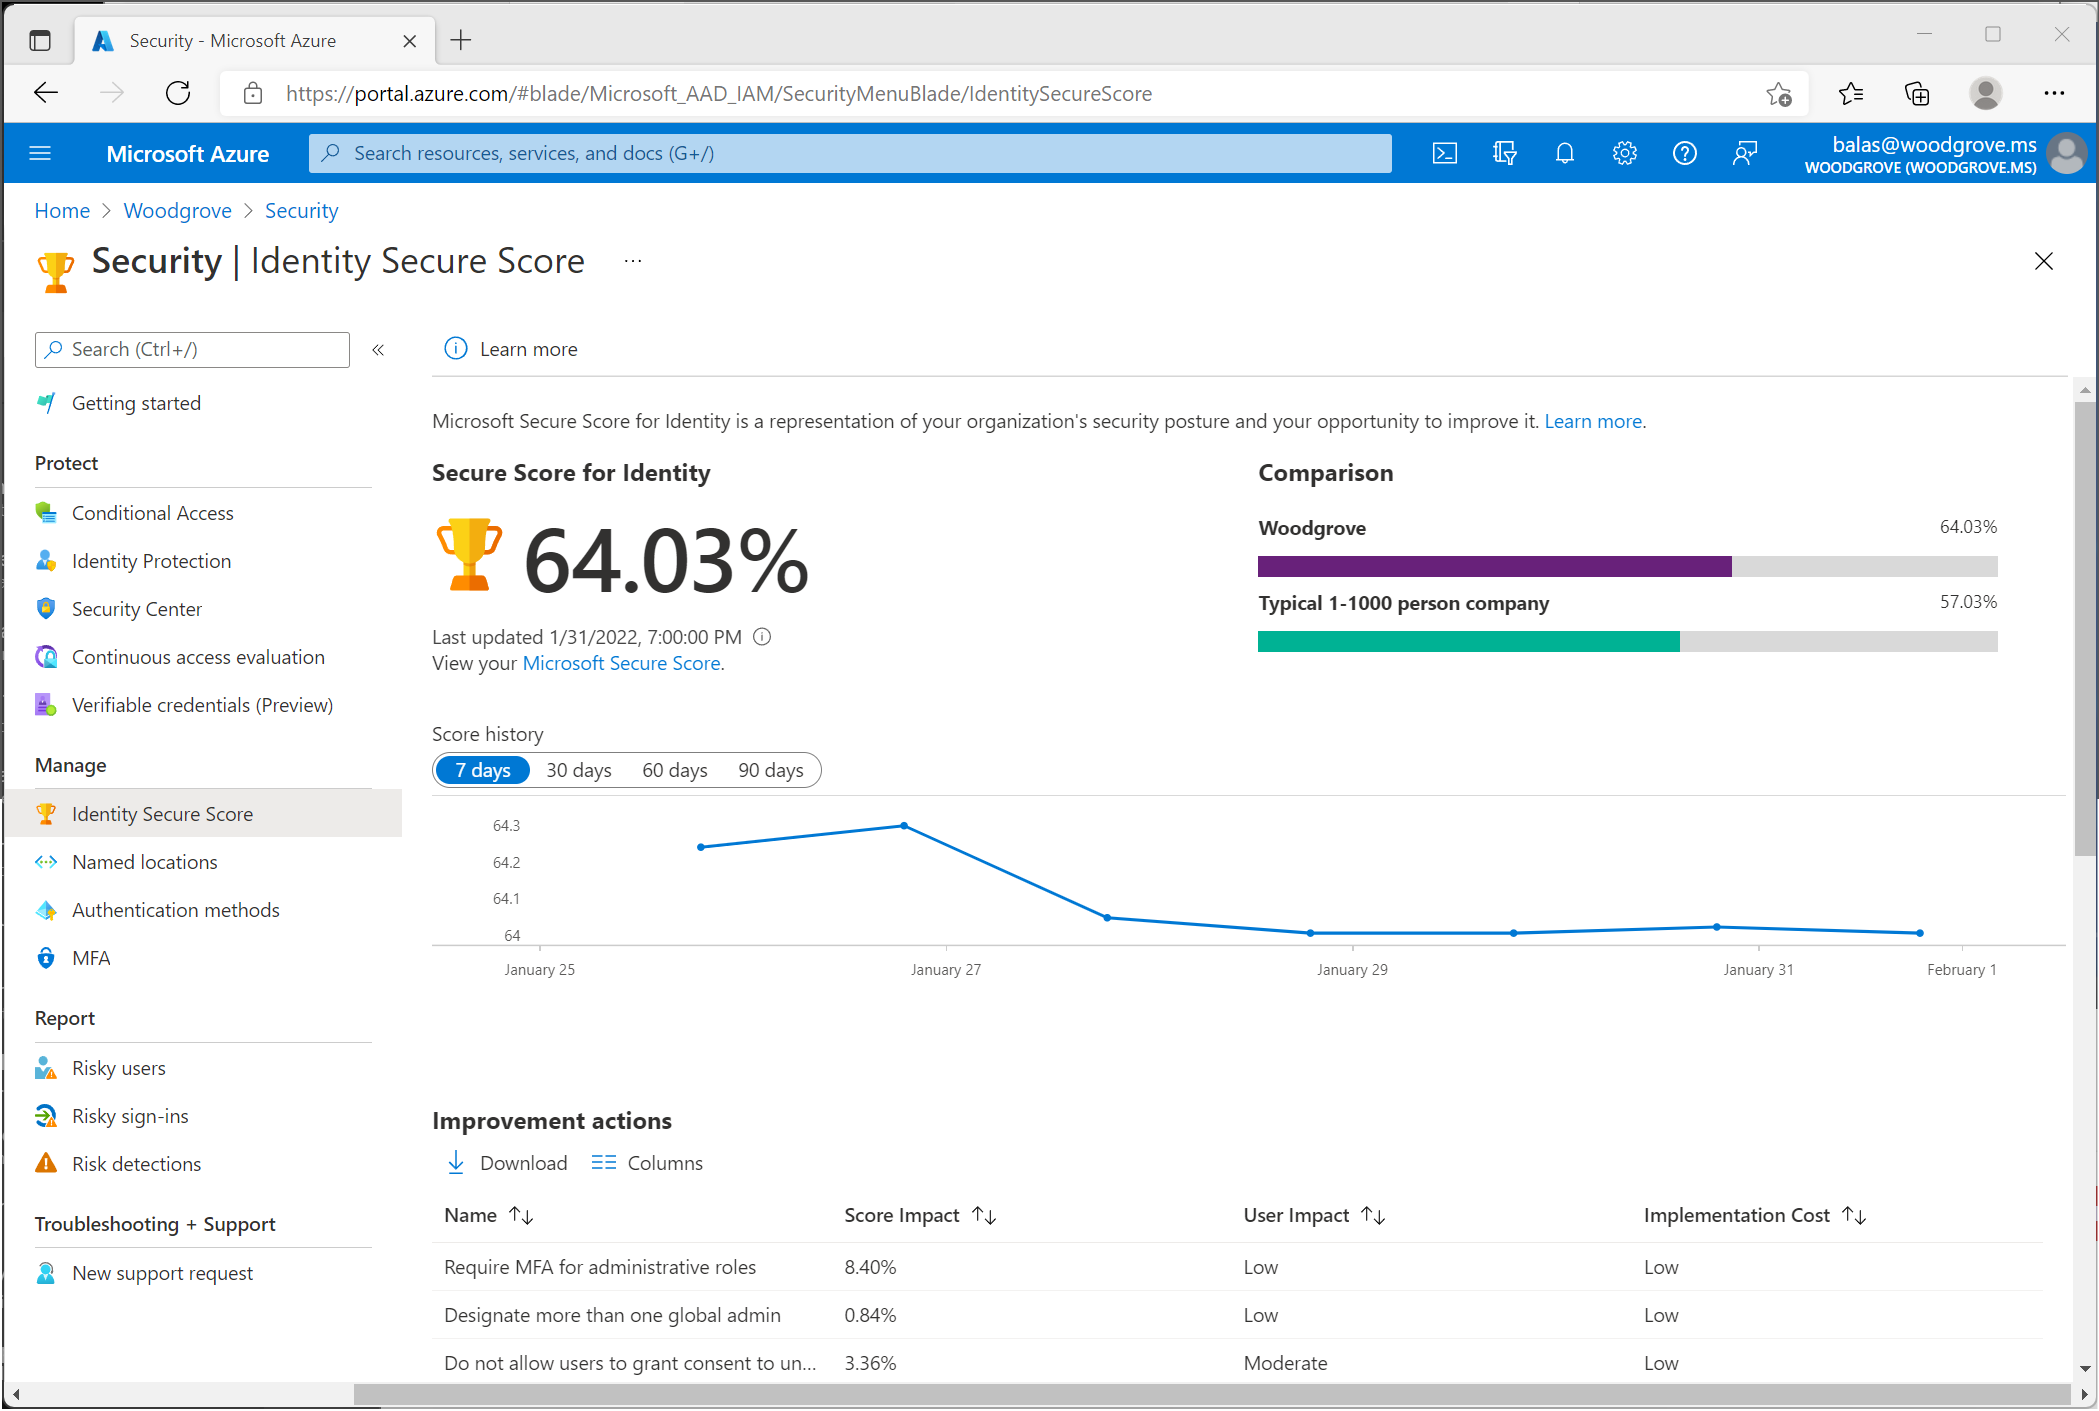 Security - Microsoft Azure
https://portal.azure.com/#blade/Microsoft_AAD_IAM/SecurityMenuBlade/IdentitySecureScore
Microsoft Azure
Search resources, services, and docs (G+/)
balas@woodgrove.ms
WOODGROVE (WOODGROVE.MS)
Home > Woodgrove > Security
Security | Identity Secure Score ...
Search (Ctrl+/) «
Getting started
Protect
Conditional Access
Identity Protection
Security Center
Continuous access evaluation
Verifiable credentials (Preview)
Manage
Identity Secure Score
Named locations
Authentication methods
MFA
Report
Risky users
Risky sign-ins
Risk detections
Troubleshooting + Support
New support request
Learn more
Microsoft Secure Score for Identity is a representation of your organization's security posture and your opportunity to improve it. Learn more.
Secure Score for Identity
64.03%
Last updated 1/31/2022, 7:00:00 PM
View your Microsoft Secure Score.
Comparison
Woodgrove 64.03%
Typical 1-1000 person company 57.03%
Score history
7 days 30 days 60 days 90 days
64.3
64.2
64.1
64
January 25 January 27 January 29 January 31 February 1
Improvement actions
Download Columns
Name Score Impact User Impact Implementation Cost
Require MFA for administrative roles 8.40% Low Low
Designate more than one global admin 0.84% Low Low
Do not allow users to grant consent to un... 3.36% Moderate Low